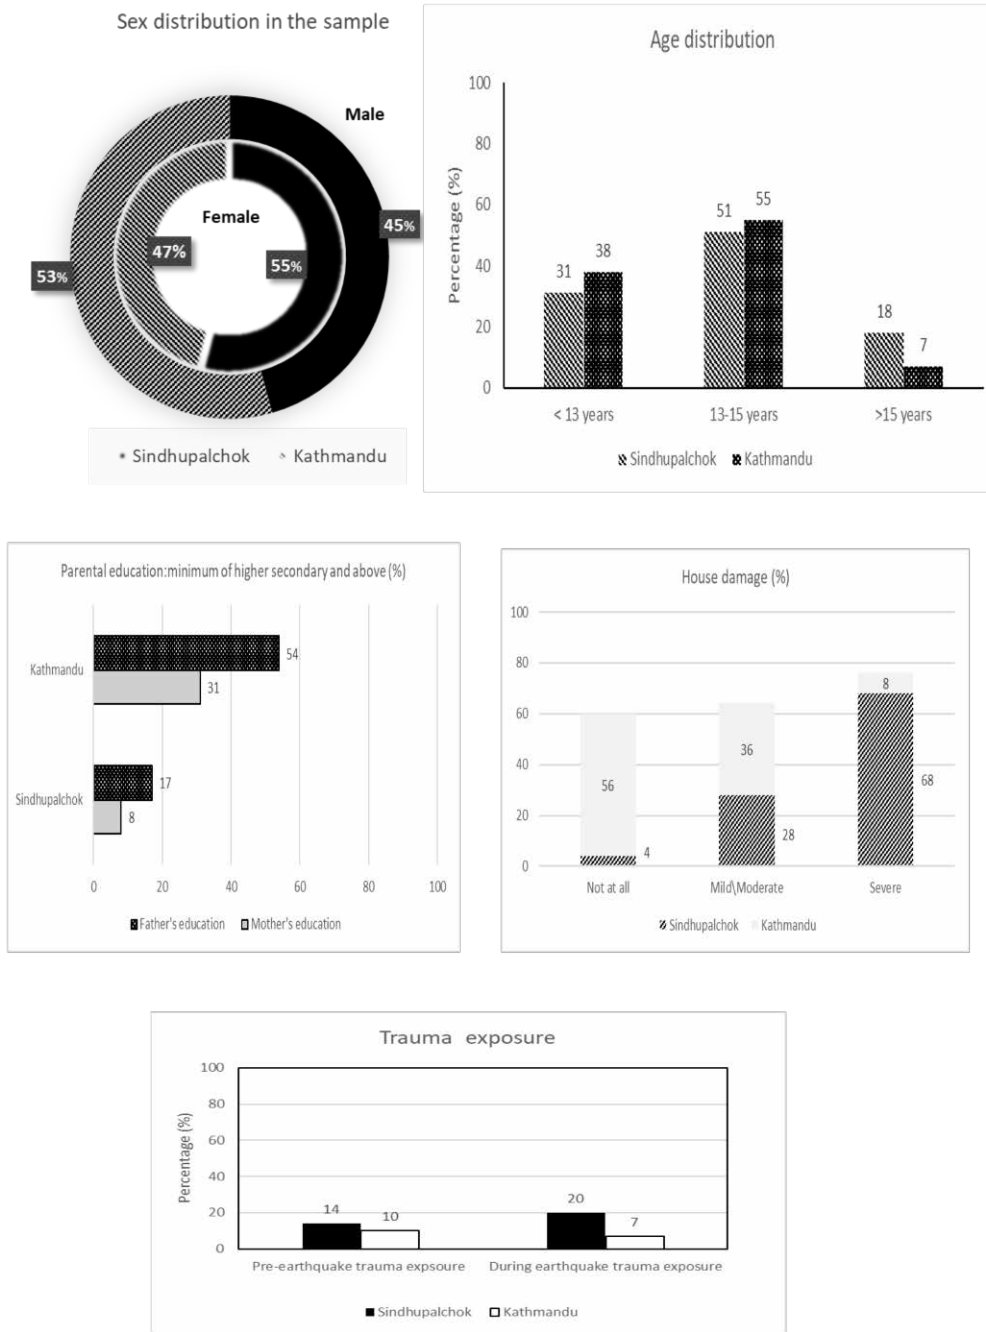 Sex distribution in the sample
Male
Female
45%
47%
55%
53%
Sindhupalchok Kathmandu
Age distribution
Percentage (%)
100
80
60
40
20
0
31 38
51 55
18 7
< 13 years 13-15 years >15 years
Sindhupalchok Kathmandu
Parental education:minimum of higher secondary and above (%)
Kathmandu
54
31
Sindhupalchok
17
8
0 20 40 60 80 100
Father's education Mother's education
House damage (%)
100
80
60
40
20
0
56 4
36 28
8 68
Not at all Mild\Moderate Severe
Sindhupalchok Kathmandu
Trauma exposure
Percentage (%)
100
80
60
40
20
0
14 10
20 7
Pre-earthquake trauma expsoure During earthquake trauma exposure
Sindhupalchok Kathmandu